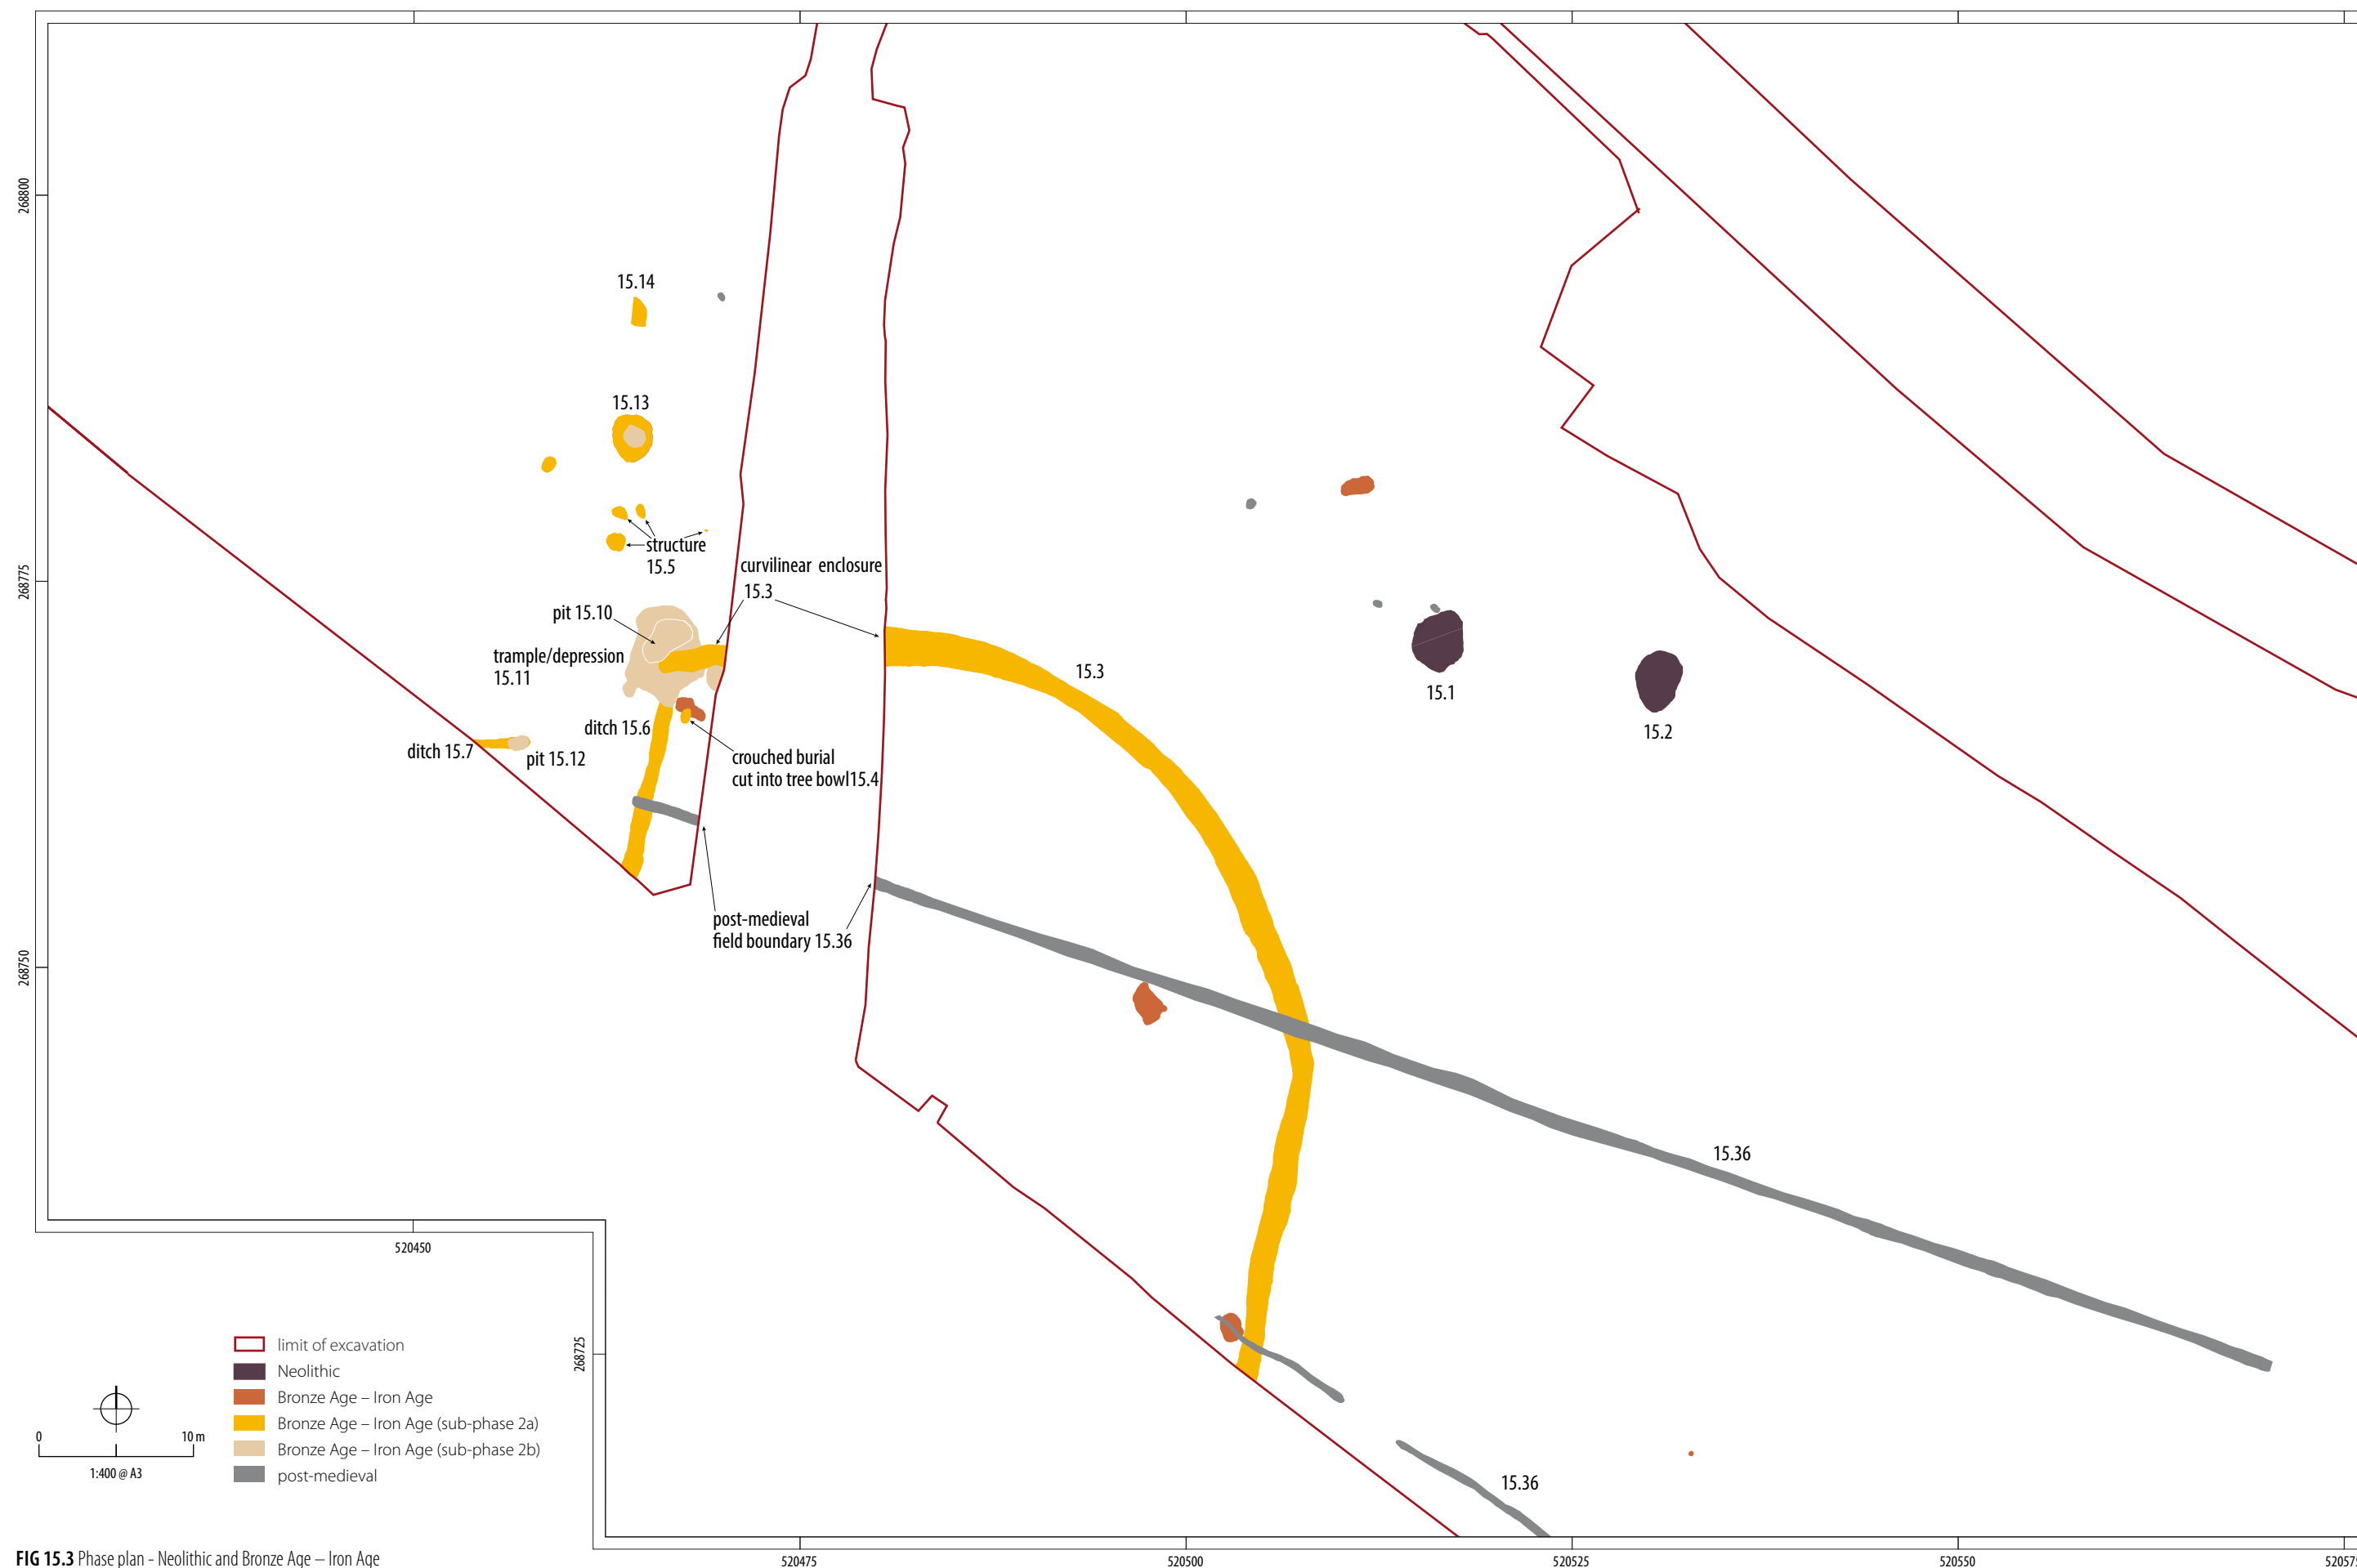 268800
15.14
15.13
structure
15.5
268775
curvilinear enclosure
15.3
pit 15.10
trample/depression
15.11
15.3
15.1
15.2
ditch 15.6
ditch 15.7
pit 15.12
crouched burial
cut into tree bowl15.4
post-medieval
field boundary 15.36
268750
15.36
520450
268725
limit of excavation
Neolithic
Bronze Age – Iron Age
Bronze Age – Iron Age (sub-phase 2a)
Bronze Age – Iron Age (sub-phase 2b)
post-medieval
0 10 m
1:400 @ A3
15.36
FIG 15.3 Phase plan - Neolithic and Bronze Age – Iron Age
520475
520500
520525
520550